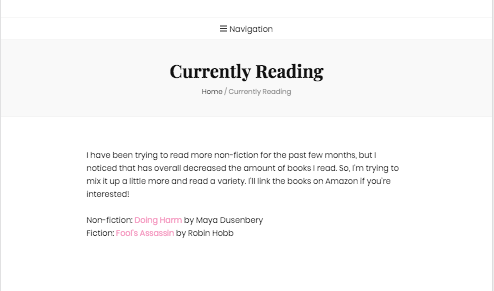 Navigation
Currently Reading
Home / Currently Reading
I have been trying to read more non-fiction for the past few months, but I
noticed that has overall decreased the amount of books I read. So, I'm trying to
mix it up a little more and read a variety. I'll link the books on Amazon if you're
interested!
Non-fiction: Doing Harm by Maya Dusenbery
Fiction: Fool's Assassin by Robin Hobb